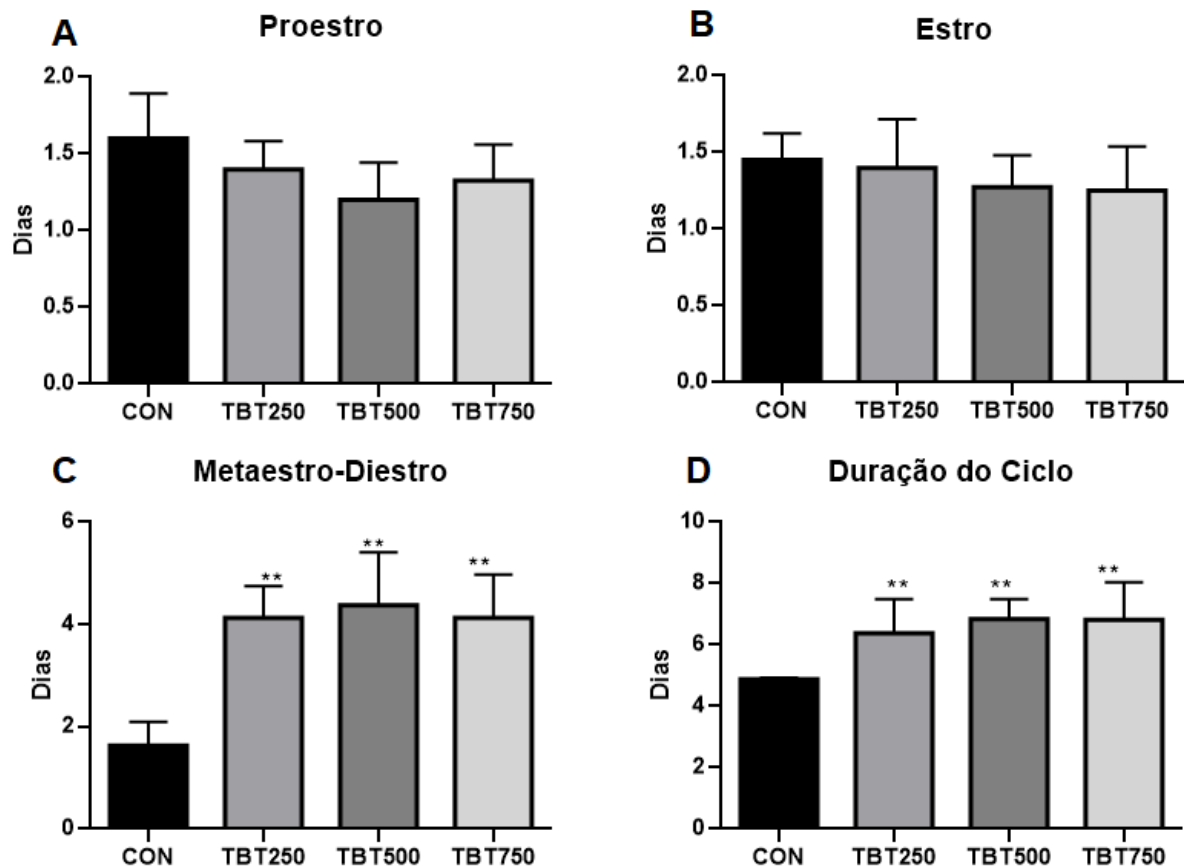 A Proestro
Dias
2.0
1.5
1.0
0.5
0.0
CON TBT250 TBT500 TBT750
B Estro
Dias
2.0
1.5
1.0
0.5
0.0
CON TBT250 TBT500 TBT750
C Metaestro-Diestro
Dias
6
4
2
0
** ** **
CON TBT250 TBT500 TBT750
D Duração do Ciclo
Dias
10
8
6
4
2
0
** ** **
CON TBT250 TBT500 TBT750